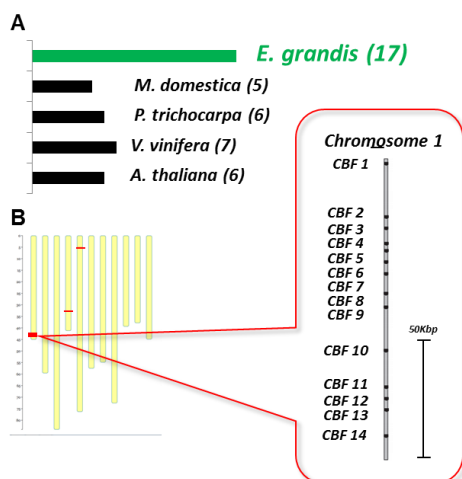 A
E. grandis (17)
M. domestica (5)
P. trichocarpa (6)
V. vinifera (7)
A. thaliana (6)
B
Chromosome 1
CBF 1
CBF 2
CBF 3
CBF 4
CBF 5
CBF 6
CBF 7
CBF 8
CBF 9
CBF 10
CBF 11
CBF 12
CBF 13
CBF 14
50Kbp